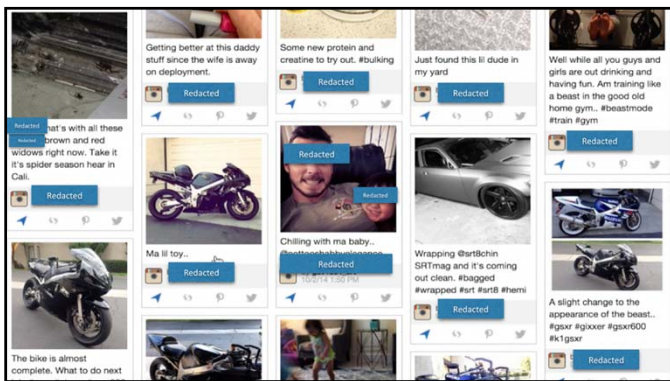 Redacted
hat's with all these
Redacted
brown and red
widows right now. Take it
it's spider season hear in
Cali.
Redacted
The bike is almost
complete. What to do next
Getting better at this daddy
stuff since the wife is away
on deployment.
Redacted
Ma lil toy..
Redacted
Some new protein and
creatine to try out. #bulking
Redacted
Redacted
Redacted
Chilling with ma baby..
Redacted
10/2/14 1:50 PM
Just found this lil dude in
my yard
Redacted
Wrapping @srt8chin
SRTmag and it's coming
out clean. #bagged
#wrapped #srt #srt8 #hemi
Redacted
Well while all you guys and
girls are out drinking and
having fun. Am training like
a beast in the good old
home gym.. #beastmode
#train #gym
Redacted
A slight change to the
appearance of the beast..
#gsxr #gixxer #gsxr600
#k1gsxr
Redacted